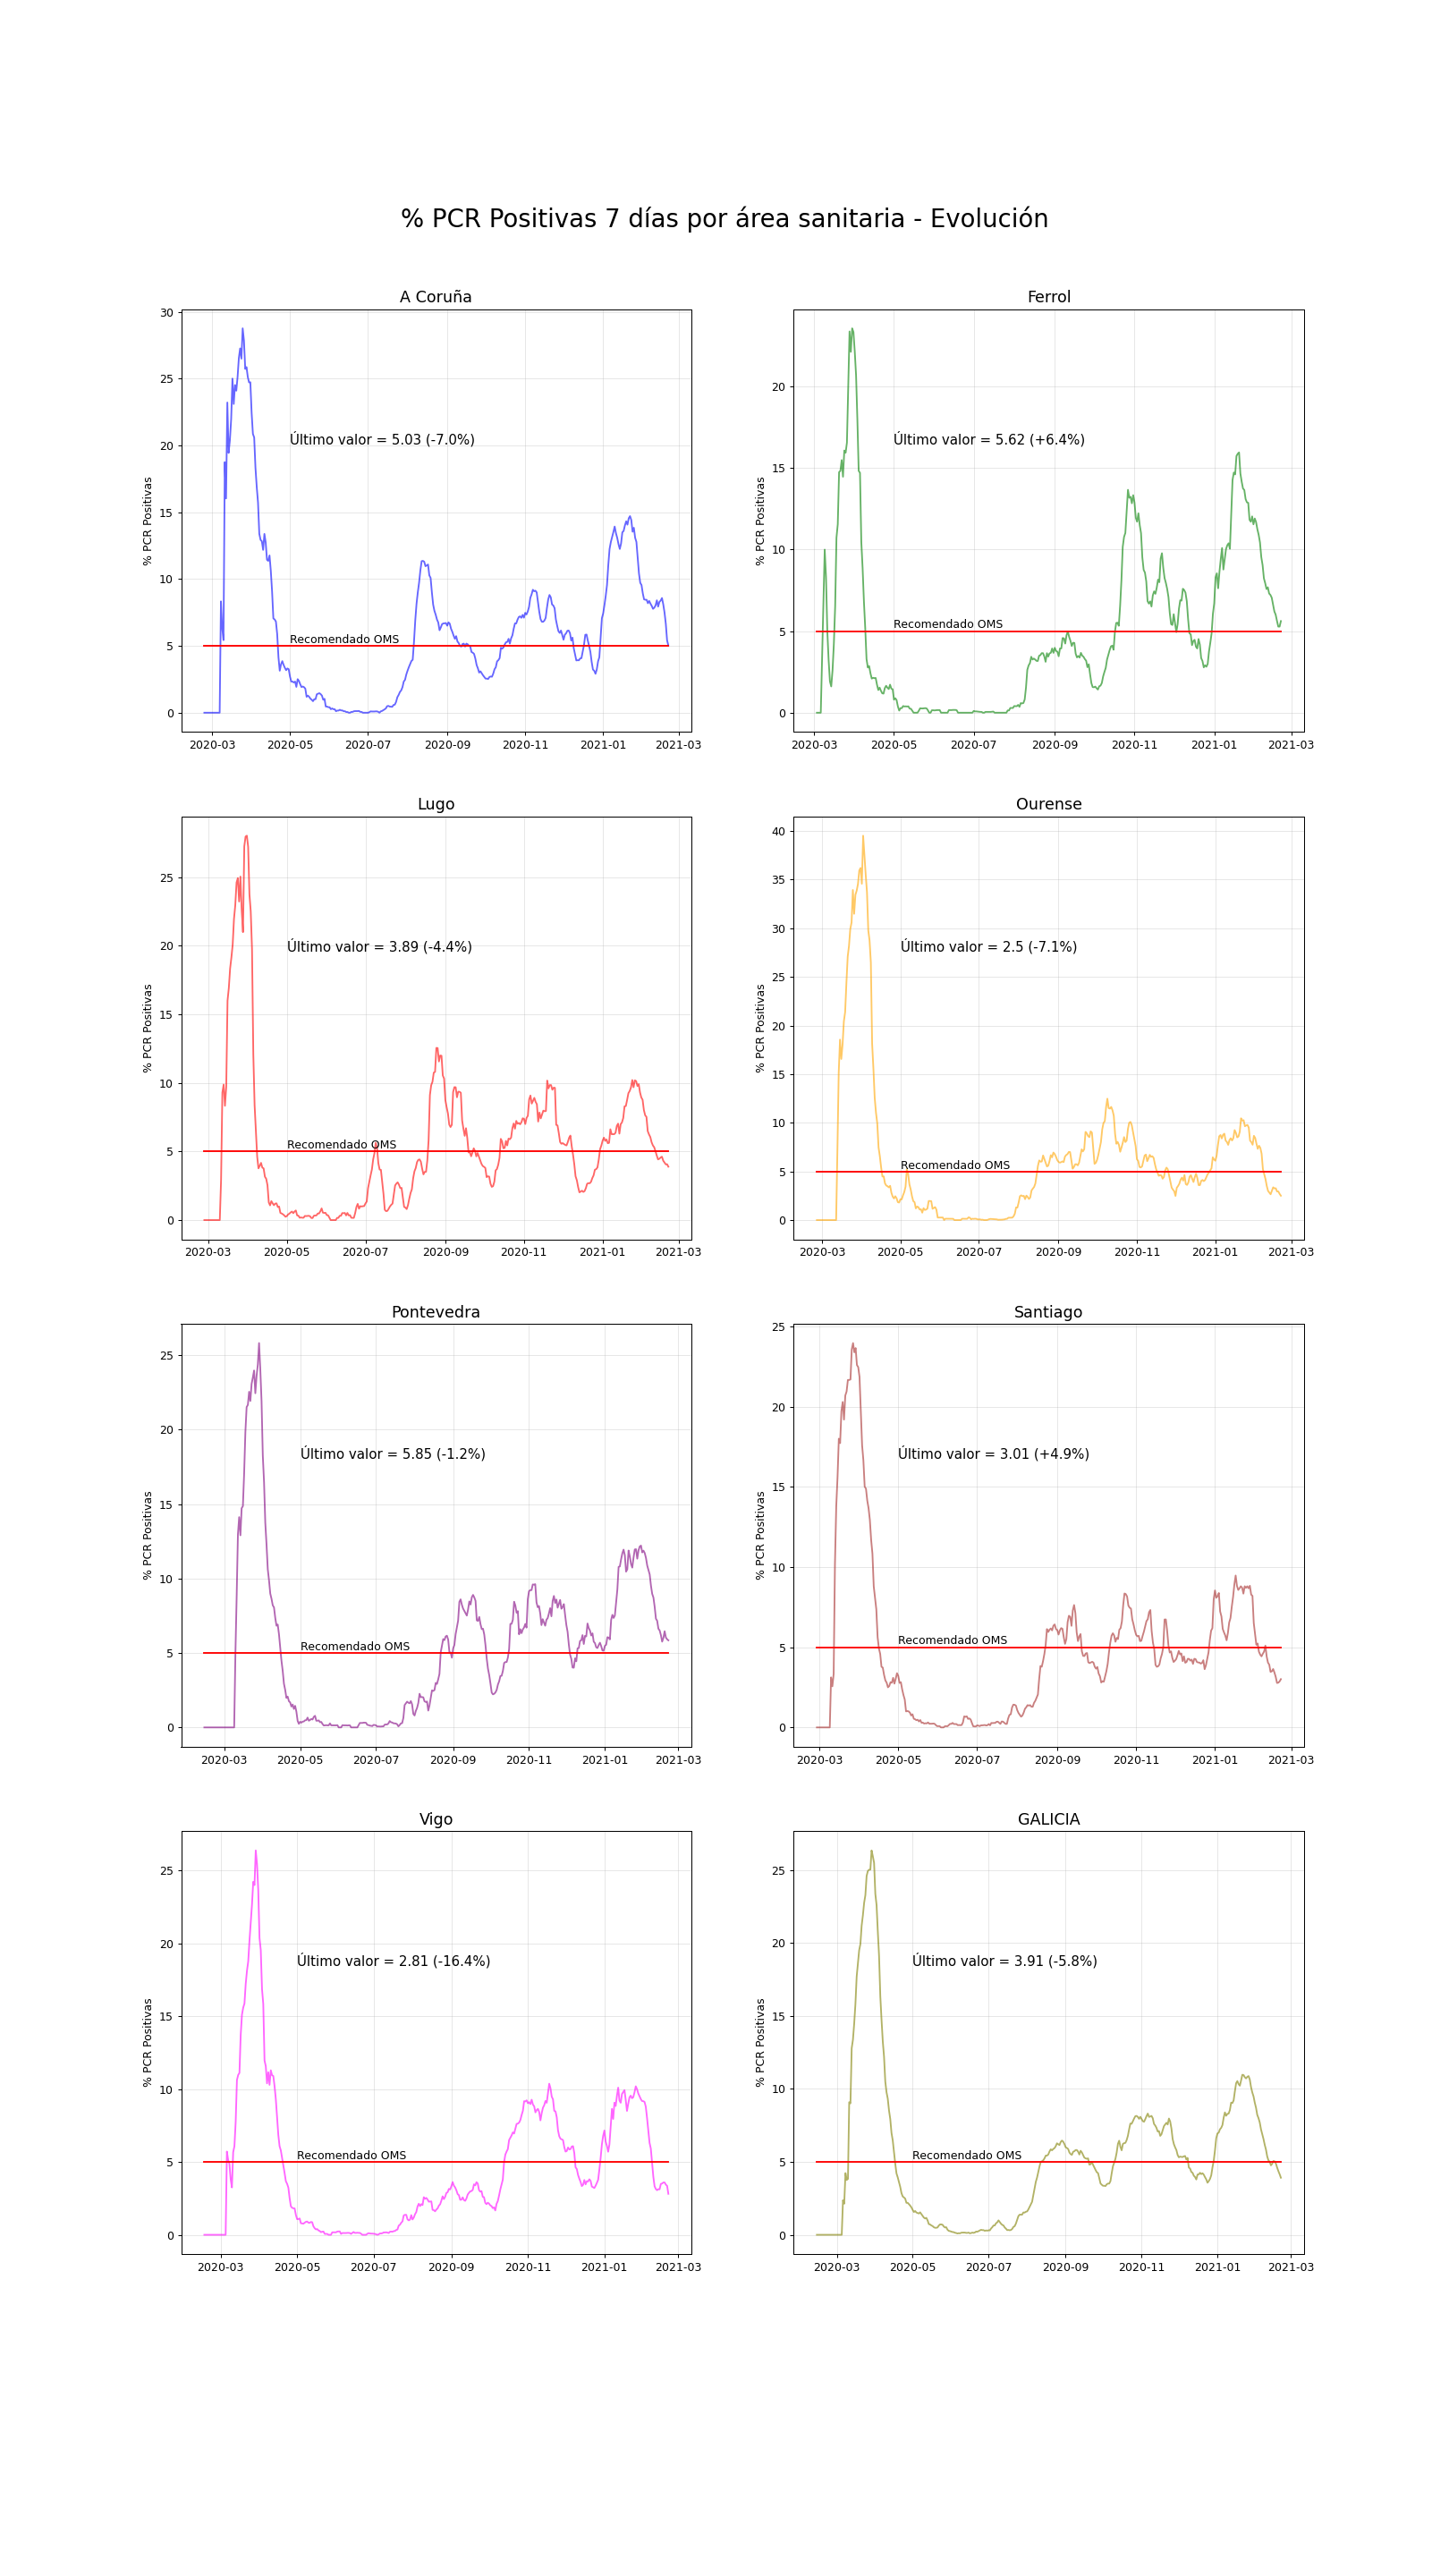 % PCR Positivas 7 días por área sanitaria - Evolución
A Coruña
% PCR Positivas
30
25
20
15
10
5
0
Último valor = 5.03 (-7.0%)
Recomendado OMS
2020-03 2020-05 2020-07 2020-09 2020-11 2021-01 2021-03
Ferrol
% PCR Positivas
20
15
10
5
0
Último valor = 5.62 (+6.4%)
Recomendado OMS
2020-03 2020-05 2020-07 2020-09 2020-11 2021-01 2021-03
Lugo
% PCR Positivas
25
20
15
10
5
0
Último valor = 3.89 (-4.4%)
Recomendado OMS
2020-03 2020-05 2020-07 2020-09 2020-11 2021-01 2021-03
Ourense
% PCR Positivas
40
35
30
25
20
15
10
5
0
Último valor = 2.5 (-7.1%)
Recomendado OMS
2020-03 2020-05 2020-07 2020-09 2020-11 2021-01 2021-03
Pontevedra
% PCR Positivas
25
20
15
10
5
0
Último valor = 5.85 (-1.2%)
Recomendado OMS
2020-03 2020-05 2020-07 2020-09 2020-11 2021-01 2021-03
Santiago
% PCR Positivas
25
20
15
10
5
0
Último valor = 3.01 (+4.9%)
Recomendado OMS
2020-03 2020-05 2020-07 2020-09 2020-11 2021-01 2021-03
Vigo
% PCR Positivas
25
20
15
10
5
0
Último valor = 2.81 (-16.4%)
Recomendado OMS
2020-03 2020-05 2020-07 2020-09 2020-11 2021-01 2021-03
GALICIA
% PCR Positivas
25
20
15
10
5
0
Último valor = 3.91 (-5.8%)
Recomendado OMS
2020-03 2020-05 2020-07 2020-09 2020-11 2021-01 2021-03